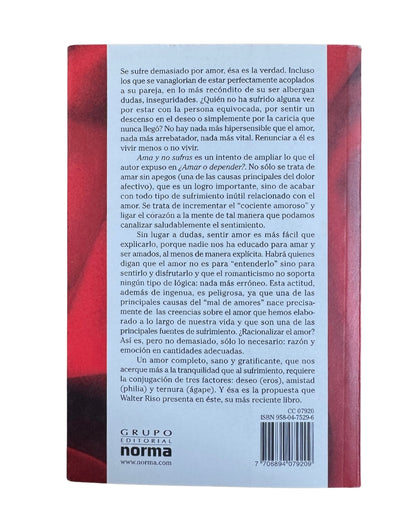 Se sufre demasiado por amor, ésa es la verdad. Incluso
los que se vanaglorian de estar perfectamente acoplados
a su pareja, en lo más recóndito de su ser albergan
dudas, inseguridades. ¿Quién no ha sufrido alguna vez
por estar con la persona equivocada, por sentir un
descenso en el deseo o simplemente por la caricia que
nunca llegó? No hay nada más hipersensible que el amor,
nada más arrebatador, nada más vital. Renunciar a él es
vivir menos o no vivir.
Ama y no sufras es un intento de ampliar lo que el
autor expuso en ¿Amar o depender?. No sólo se trata de
amar sin apegos (una de las causas principales del dolor
afectivo), que es un logro importante, sino de acabar
con todo tipo de sufrimiento inútil relacionado con el
amor. Se trata de incrementar el "cociente amoroso" y
ligar el corazón a la mente de tal manera que podamos
canalizar saludablemente el sentimiento.
Sin lugar a dudas, sentir amor es más fácil que
explicarlo, porque nadie nos ha educado para amar y
ser amados, al menos de manera explícita. Habrá quienes
digan que el amor no es para "entenderlo" sino para
sentirlo y disfrutarlo y que el romanticismo no soporta
ningún tipo de lógica: nada más erróneo. Esta actitud,
además de ingenua, es peligrosa, ya que una de las
principales causas del "mal de amores" nace precisa-
mente de las creencias sobre el amor que hemos elabo-
rado a lo largo de nuestra vida y que son una de las
principales fuentes de sufrimiento. ¿Racionalizar el amor?
Así es, pero no demasiado, sólo lo necesario: razón y
emoción en cantidades adecuadas.
Un amor completo, sano y gratificante, que nos
acerque más a la tranquilidad que al sufrimiento, requiere
la conjugación de tres factores: deseo (eros), amistad
(philia) y ternura (ágape). Y ésa es la propuesta que
Walter Riso presenta en éste, su más reciente libro.
CC 07920
ISBN 958-04-7529-6
GRUPO
EDITORIAL
norma
www.norma.com
7 706894 079209